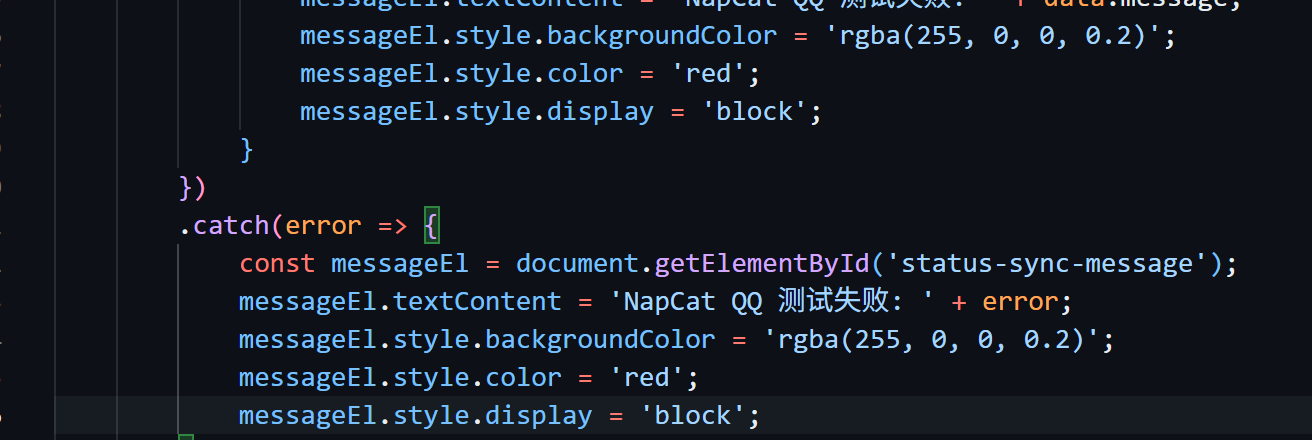 messageEl.textContent = 'NapCat QQ 测试失败: ' + data.message;
messageEl.style.backgroundColor = 'rgba(255, 0, 0, 0.2)';
messageEl.style.color = 'red';
messageEl.style.display = 'block';
}
})
.catch(error => {
const messageEl = document.getElementById('status-sync-message');
messageEl.textContent = 'NapCat QQ 测试失败: ' + error;
messageEl.style.backgroundColor = 'rgba(255, 0, 0, 0.2)';
messageEl.style.color = 'red';
messageEl.style.display = 'block';